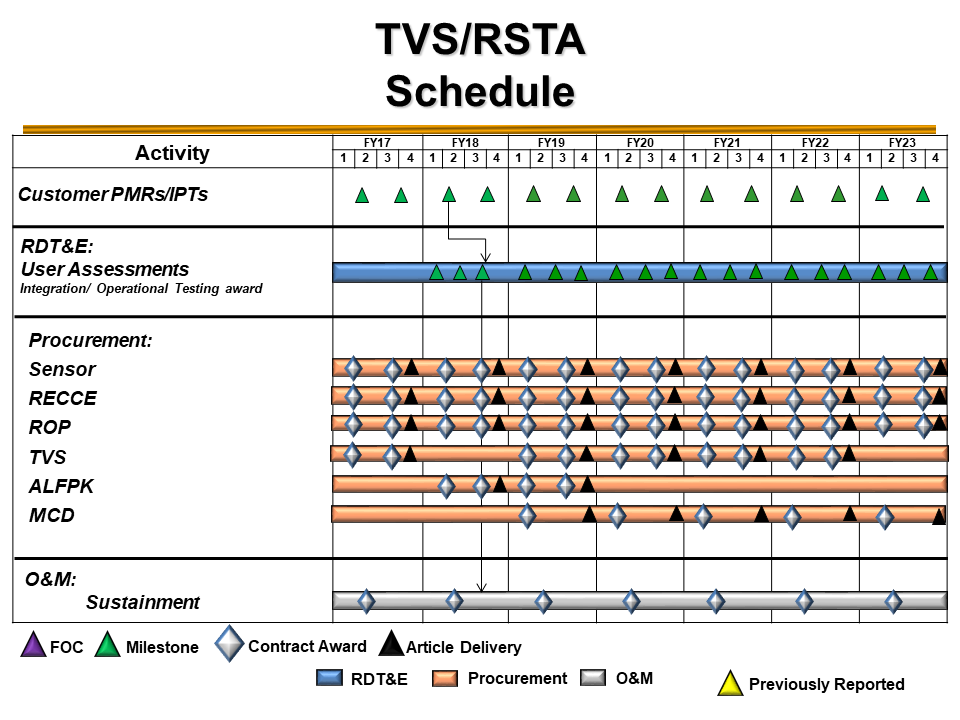 TVS/RSTA
Schedule
Activity
FY17 FY18 FY19 FY20 FY21 FY22 FY23
1 2 3 4 1 2 3 4 1 2 3 4 1 2 3 4 1 2 3 4 1 2 3 4 1 2 3 4
Customer PMRs/IPTs
RDT&E:
User Assessments
Integration/ Operational Testing award
Procurement:
Sensor
RECCE
ROP
TVS
ALFPK
MCD
O&M:
Sustainment
FOC Milestone Contract Award Article Delivery
RDT&E Procurement O&M Previously Reported